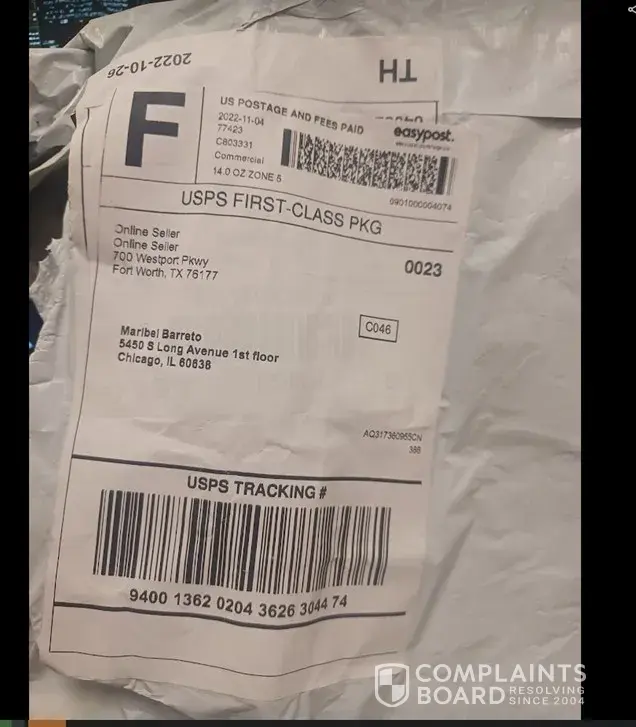 2022-10-26
TH
F
US POSTAGE AND FEES PAID
2022-11-04
77423
C803331
Commercial
14.0 OZ ZONE 6
easypost.
0901000004074
USPS FIRST-CLASS PKG
Online Seller
Online Seller
700 Westport Pkwy
Fort Worth, TX 76177
0023
C046
Maribel Barreto
5450 S Long Avenue 1st floor
Chicago, IL 60638
AQ317360965CN
386
USPS TRACKING #
9400 1362 0204 3626 3044 74
COMPLAINTS
BOARD RESOLVING
SINCE 2004